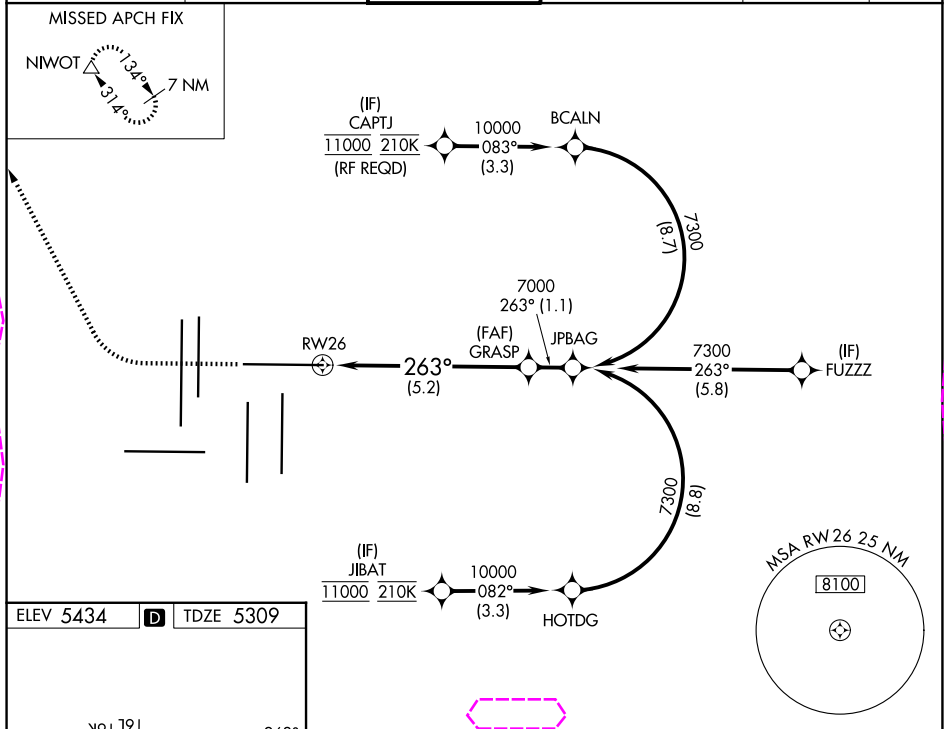 MISSED APCH FIX
NIWOT
134°
314°
7 NM
(IF)
CAPTJ
11000 210K
(RF REQD)
10000
083°
(3.3)
BCALN
7300
(8.7)
7000
263° (1.1)
(FAF)
GRASP
JPBAG
RW26
263°
(5.2)
7300
263°
(5.8)
(IF)
FUZZZ
7300
(8.8)
(IF)
JIBAT
11000 210K
10000
082°
(3.3)
HOTDG
MSA RW26 25 NM
8100
ELEV 5434 D TDZE 5309